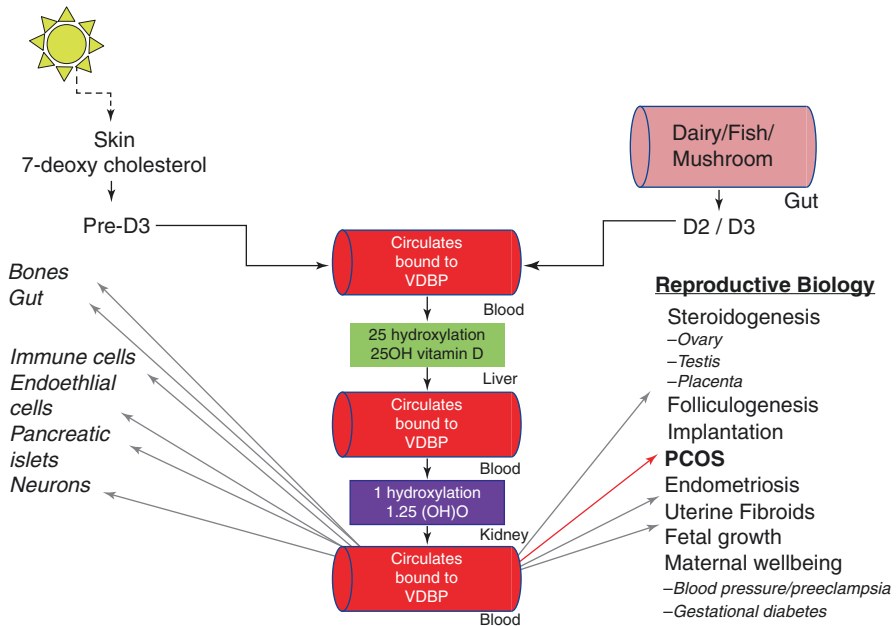 Skin
7-deoxy cholesterol
Pre-D3
Dairy/Fish/
Mushroom
Gut
D2 / D3
Circulates
bound to
VDBP
Blood
25 hydroxylation
25OH vitamin D
Liver
Circulates
bound to
VDBP
Blood
1 hydroxylation
1.25 (OH)O
Kidney
Circulates
bound to
VDBP
Blood
Bones
Gut
Immune cells
Endoethlial
cells
Pancreatic
islets
Neurons
Reproductive Biology
Steroidogenesis
–Ovary
–Testis
–Placenta
Folliculogenesis
Implantation
PCOS
Endometriosis
Uterine Fibroids
Fetal growth
Maternal wellbeing
–Blood pressure/preeclampsia
–Gestational diabetes